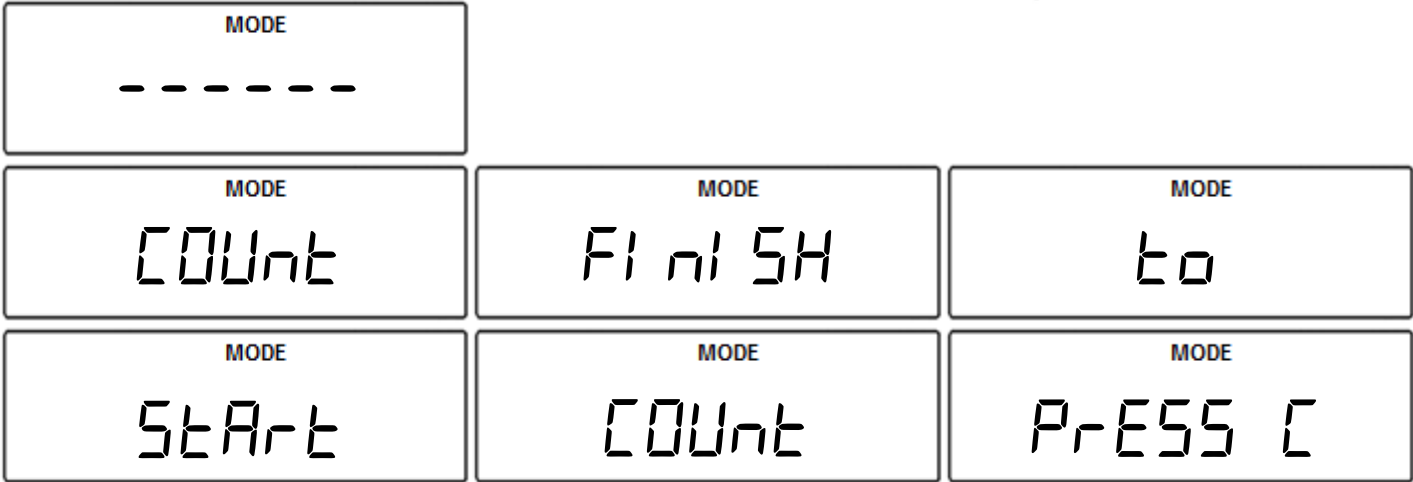 MODE
------
MODE MODE MODE
COUnt FInISH to
MODE MODE MODE
StArt COUnt PrESS C